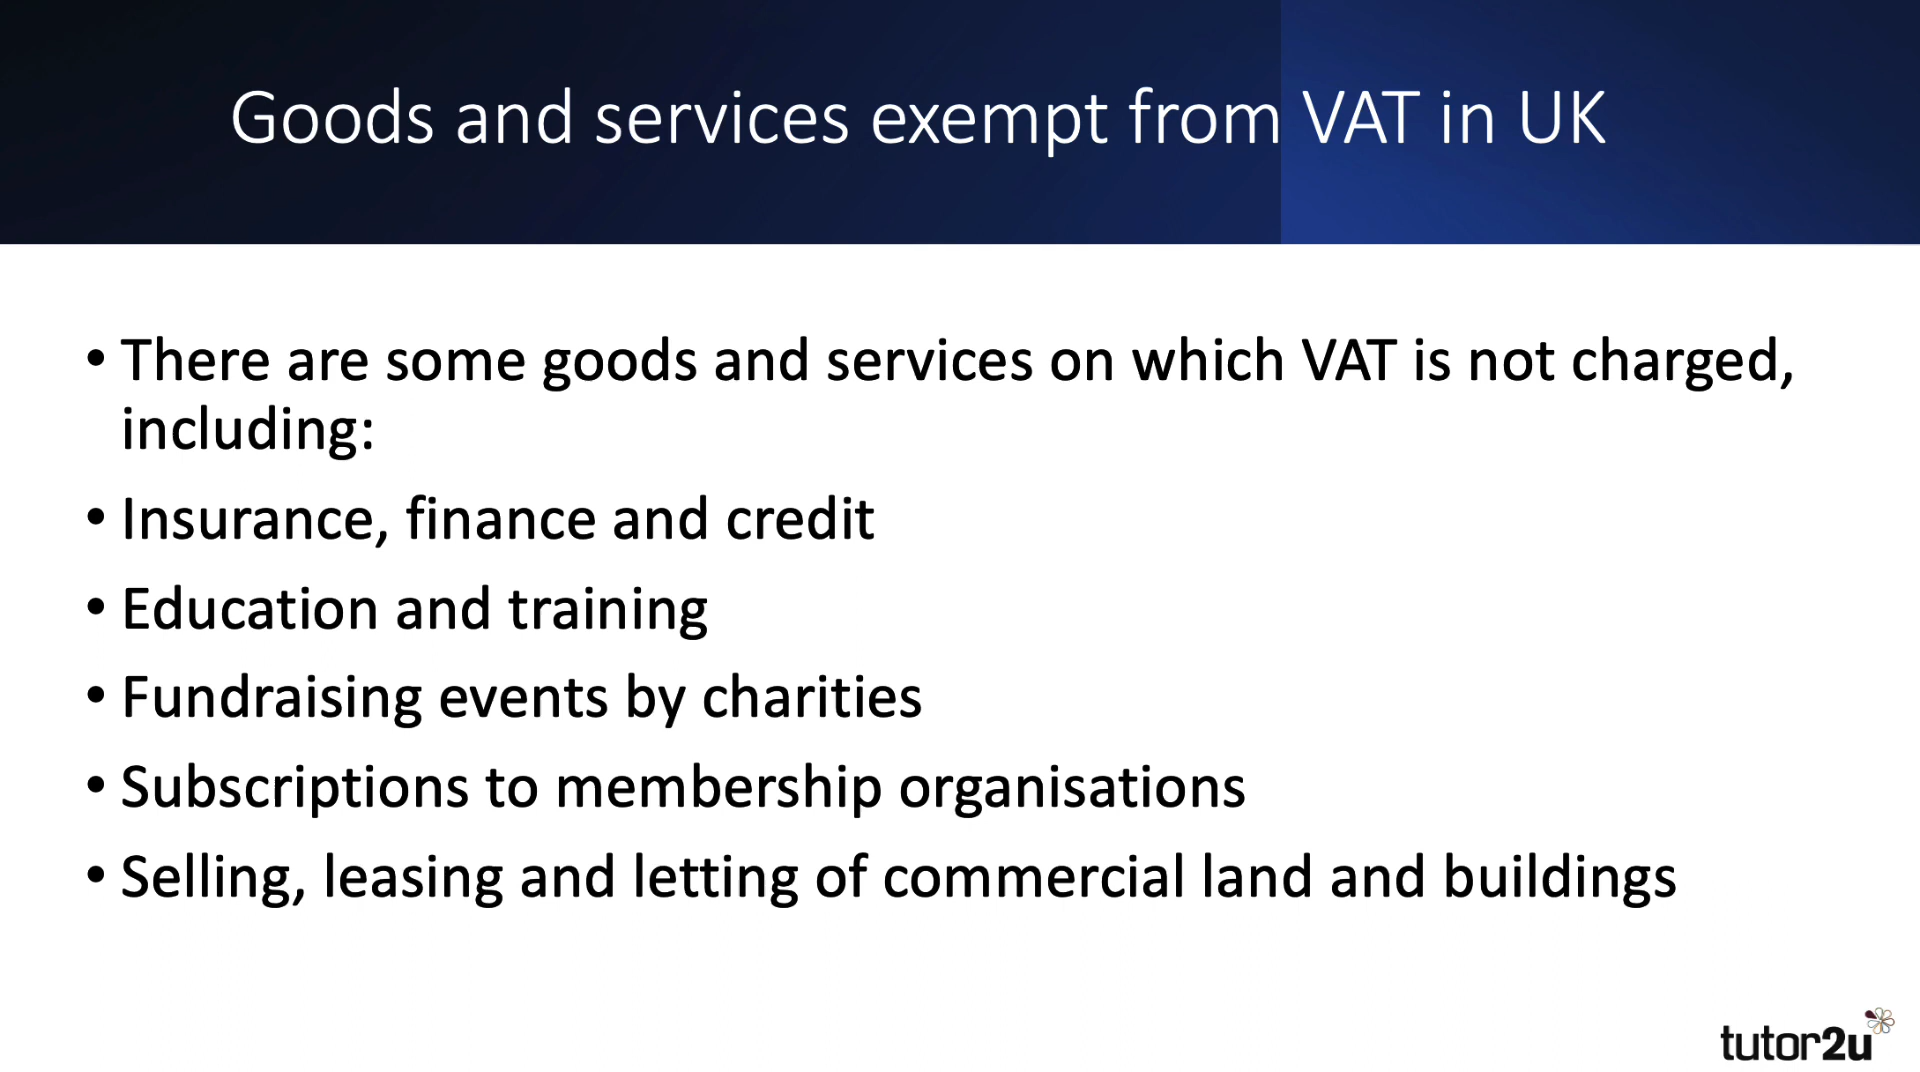 Goods and services exempt from VAT in UK
• There are some goods and services on which VAT is not charged,
including:
• Insurance, finance and credit
• Education and training
• Fundraising events by charities
• Subscriptions to membership organisations
• Selling, leasing and letting of commercial land and buildings
tutor2u